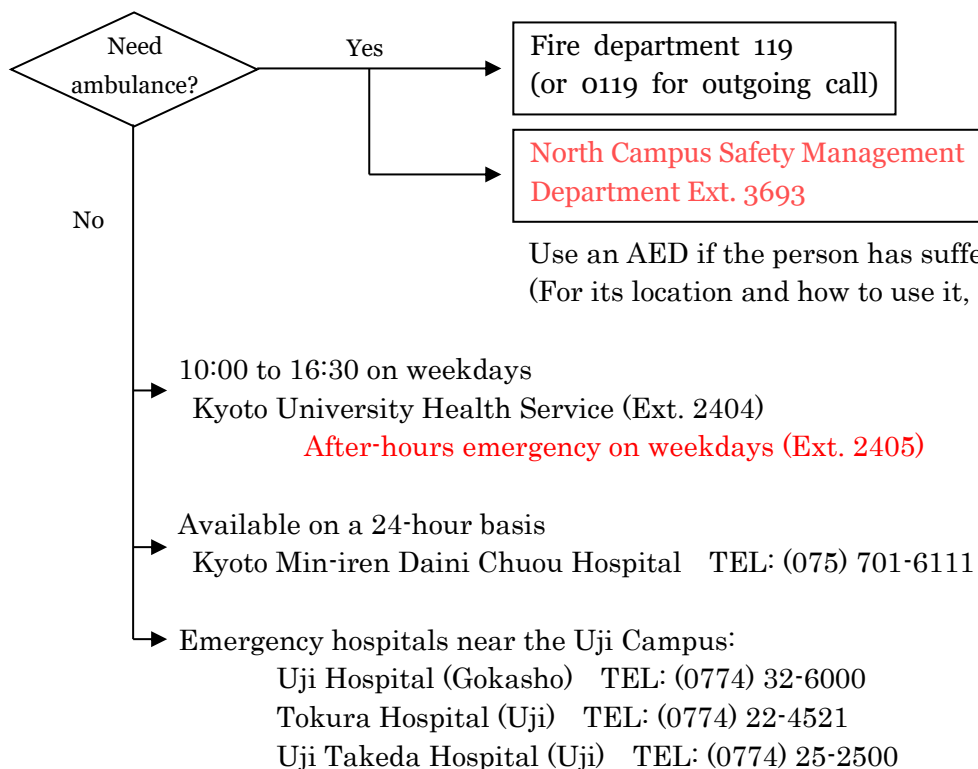 Need
ambulance?
Yes
Fire department 119
(or 0119 for outgoing call)
North Campus Safety Management
Department Ext. 3693
No
Use an AED if the person has
(For its location and how to use it,
10:00 to 16:30 on weekdays
Kyoto University Health Service (Ext. 2404)
After-hours emergency on weekdays (Ext. 2405)
Available on a 24-hour basis
Kyoto Min-iren Daini Chuou Hospital TEL: (075) 701-6111
Emergency hospitals near the Uji Campus:
Uji Hospital (Gokasho) TEL: (0774) 32-6000
Tokura Hospital (Uji) TEL: (0774) 22-4521
Uji Takeda Hospital (Uji) TEL: (0774) 25-2500